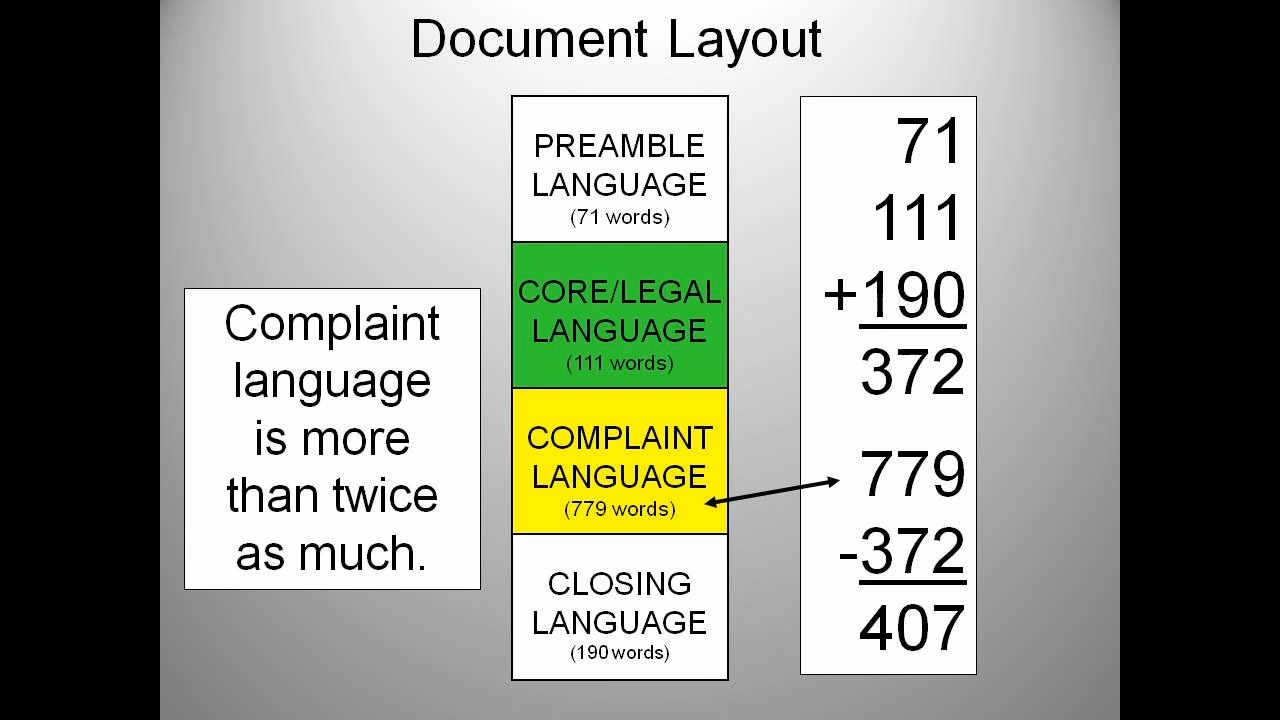 Document Layout
PREAMBLE
LANGUAGE
(71 words)
CORE/LEGAL
LANGUAGE
(111 words)
COMPLAINT
LANGUAGE
(779 words)
CLOSING
LANGUAGE
(190 words)
Complaint
language
is more
than twice
as much.
71
111
+190
372
779
-372
407